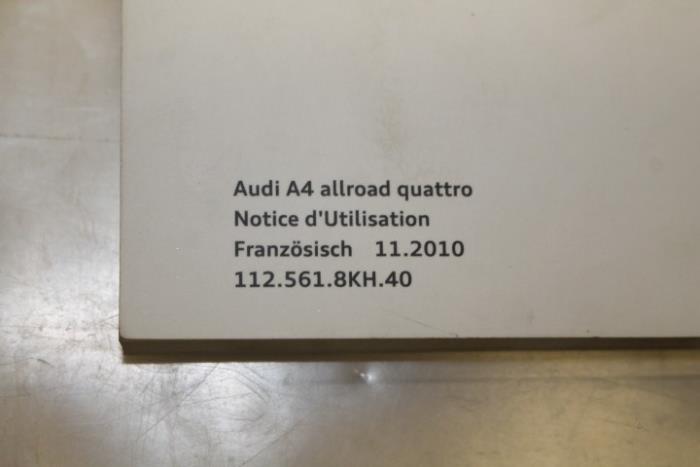 Audi A4 allroad quattro
Notice d'Utilisation
Französisch 11.2010
112.561.8KH.40